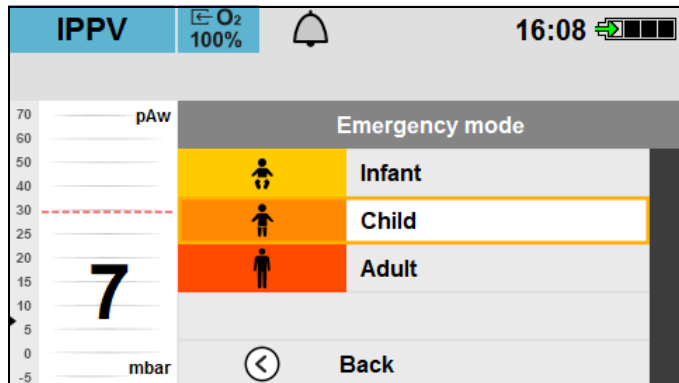 IPPV
O₂
100%
16:08
pAw
70
60
50
40
30
25
20
15
10
5
0
-5
7
mbar
Emergency mode
Infant
Child
Adult
Back